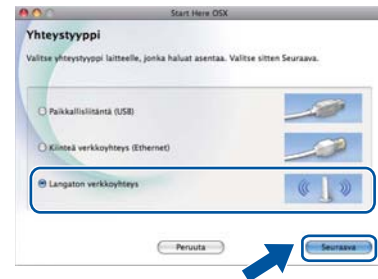 Start Here OSX
Yhteystyyppi
Valitse yhteystyyppi laitteelle, jonka haluat asentaa. Valitse sitten Seuraava.
Paikallisliitäntä (USB)
Kiinteä verkkoyhteys (Ethernet)
Langaton verkkoyhteys
Peruuta
Seuraava